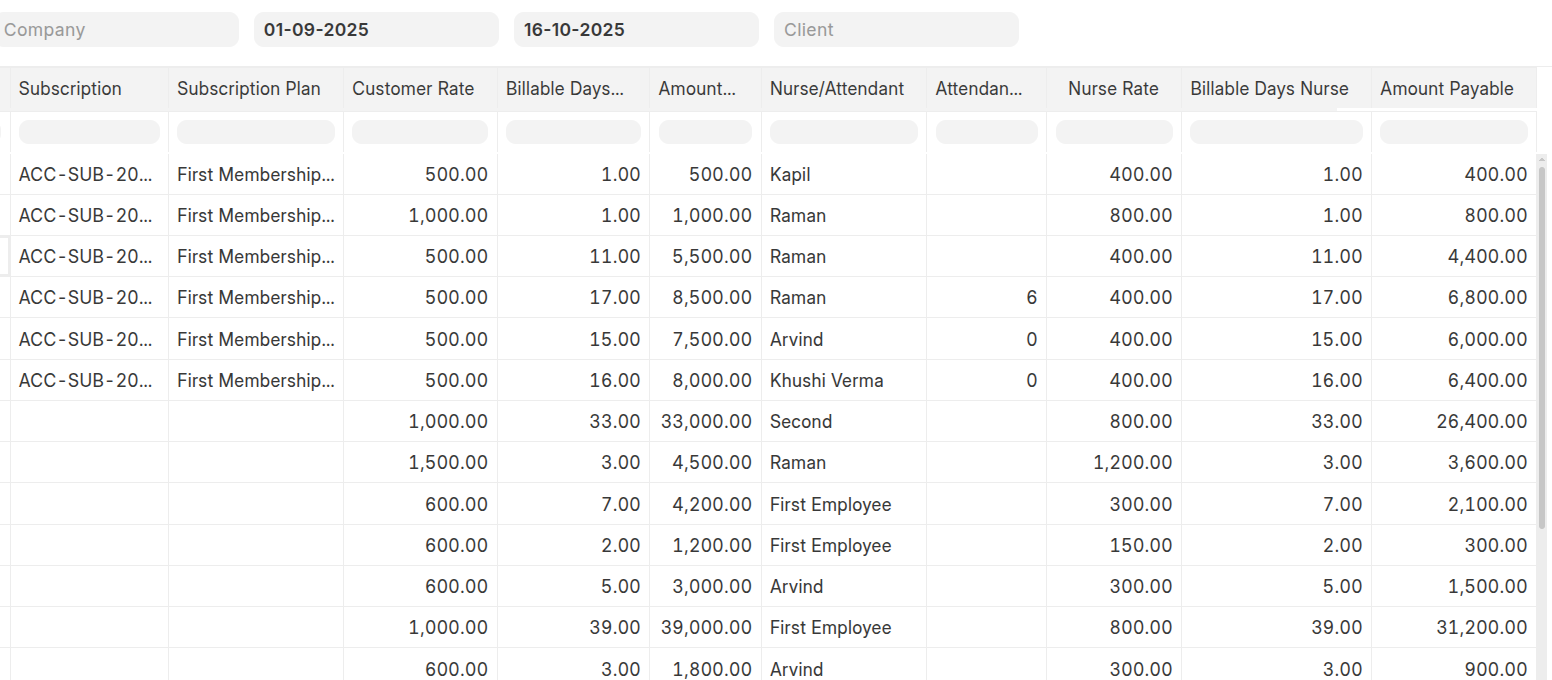 Company 01-09-2025 16-10-2025 Client
Subscription Subscription Plan Customer Rate Billable Days... Amount... Nurse/Attendant Attendan... Nurse Rate Billable Days Nurse Amount Payable
ACC-SUB-20... First Membership... 500.00 1.00 500.00 Kapil 400.00 1.00 400.00
ACC-SUB-20... First Membership... 1,000.00 1.00 1,000.00 Raman 800.00 1.00 800.00
ACC-SUB-20... First Membership... 500.00 11.00 5,500.00 Raman 400.00 11.00 4,400.00
ACC-SUB-20... First Membership... 500.00 17.00 8,500.00 Raman 6 400.00 17.00 6,800.00
ACC-SUB-20... First Membership... 500.00 15.00 7,500.00 Arvind 0 400.00 15.00 6,000.00
ACC-SUB-20... First Membership... 500.00 16.00 8,000.00 Khushi Verma 0 400.00 16.00 6,400.00
1,000.00 33.00 33,000.00 Second 800.00 33.00 26,400.00
1,500.00 3.00 4,500.00 Raman 1,200.00 3.00 3,600.00
600.00 7.00 4,200.00 First Employee 300.00 7.00 2,100.00
600.00 2.00 1,200.00 First Employee 150.00 2.00 300.00
600.00 5.00 3,000.00 Arvind 300.00 5.00 1,500.00
1,000.00 39.00 39,000.00 First Employee 800.00 39.00 31,200.00
600.00 3.00 1,800.00 Arvind 300.00 3.00 900.00